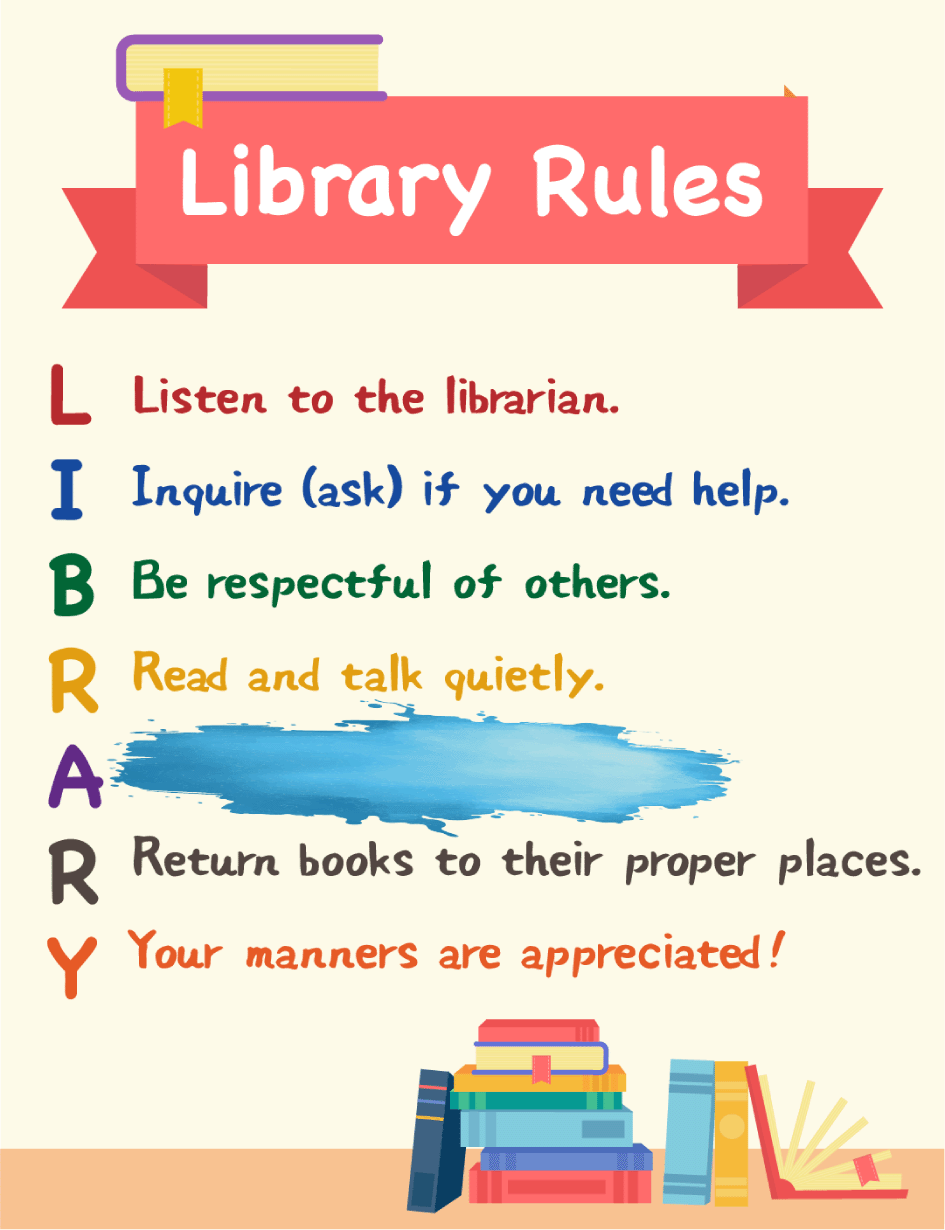 Library Rules
L Listen to the librarian.
I Inquire (ask) if you need help.
B Be respectful of others.
R Read and talk quietly.
A
R Return books to their proper places.
Y Your manners are appreciated!